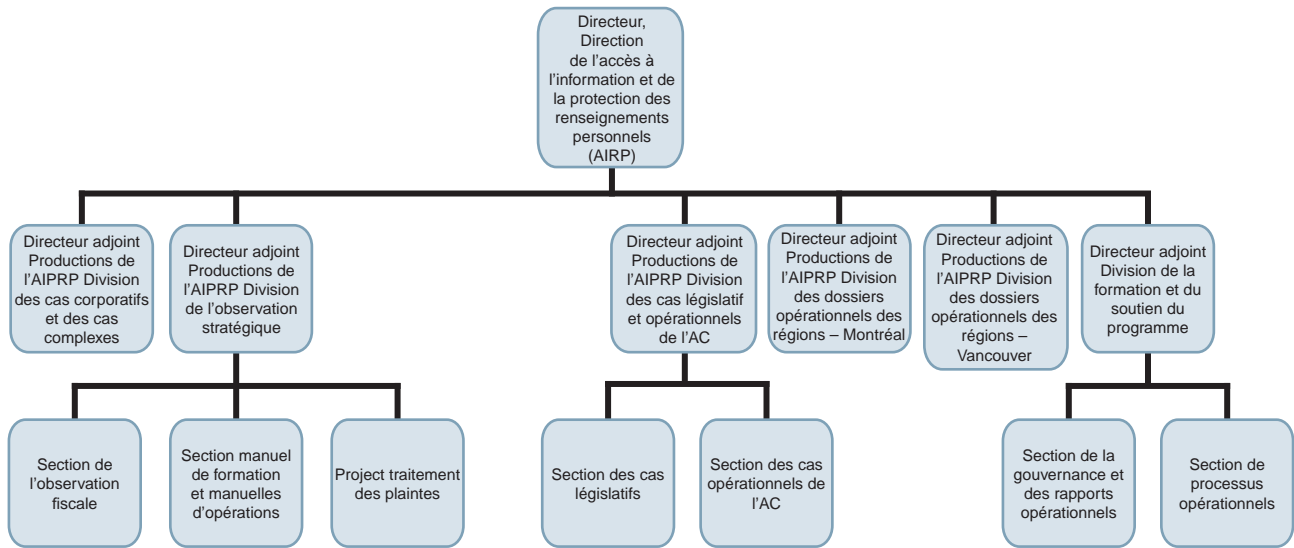 Directeur,
Direction
de l'accès à
l'information et de
la protection des
renseignements
personnels
(AIRP)
Directeur adjoint
Productions de
l'AIPRP Division
des cas corporatifs
et des cas
complexes
Directeur adjoint
Productions de
l'AIPRP Division
de l'observation
stratégique
Directeur adjoint
Productions de
l'AIPRP Division
des cas législatif
et opérationnels
de l'AC
Directeur adjoint
Productions de
l'AIPRP Division
des dossiers
opérationnels des
régions – Montréal
Directeur adjoint
Productions de
l'AIPRP Division
des dossiers
opérationnels des
régions –
Vancouver
Directeur adjoint
Division de la
formation et du
soutien du
programme
Section de
l'observation
fiscale
Section manuel
de formation
et manuelles
d'opérations
Project traitement
des plaintes
Section des cas
législatifs
Section des cas
opérationnels de
l'AC
Section de la
gouvernance et
des rapports
opérationnels
Section de
processus
opérationnels